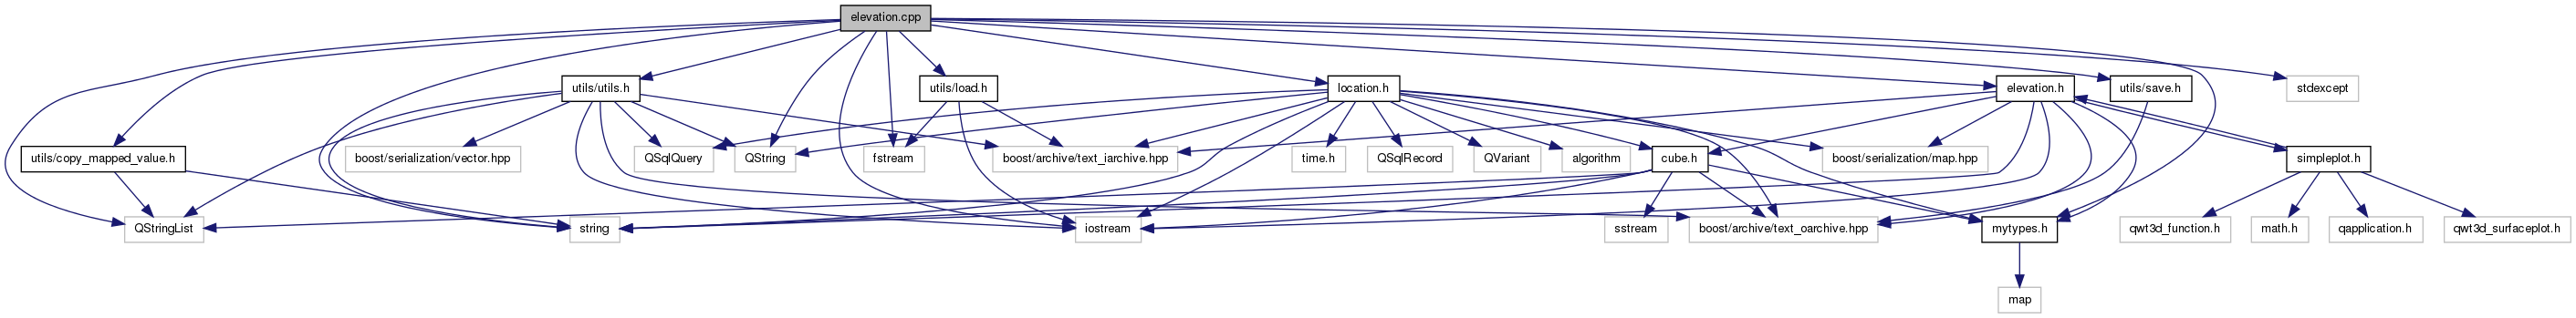 elevation.cpp
utils/utils.h
utils/load.h
location.h
elevation.h
utils/save.h
stdexcept
utils/copy_mapped_value.h
boost/serialization/vector.hpp
QSqlQuery
QString
fstream
boost/archive/text_iarchive.hpp
time.h
QSqlRecord
QVariant
algorithm
cube.h
boost/serialization/map.hpp
simpleplot.h
QStringList
string
iostream
sstream
boost/archive/text_oarchive.hpp
mytypes.h
qwt3d_function.h
math.h
qapplication.h
qwt3d_surfaceplot.h
map